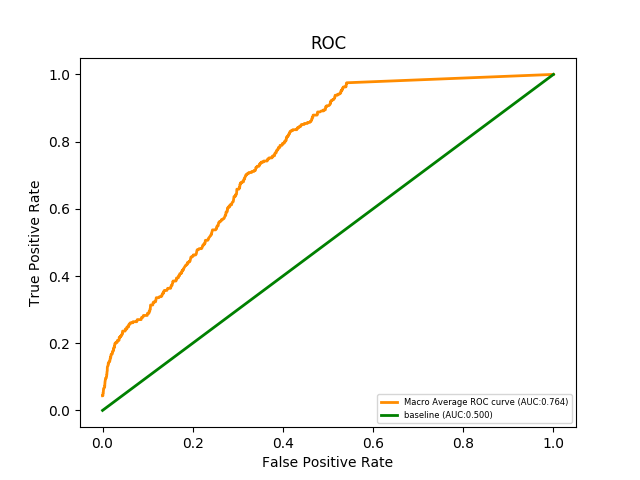 ROC
1.0
0.8
0.6
0.4
0.2
0.0
True Positive Rate
0.0 0.2 0.4 0.6 0.8 1.0
False Positive Rate
Macro Average ROC curve (AUC:0.764)
baseline (AUC:0.500)